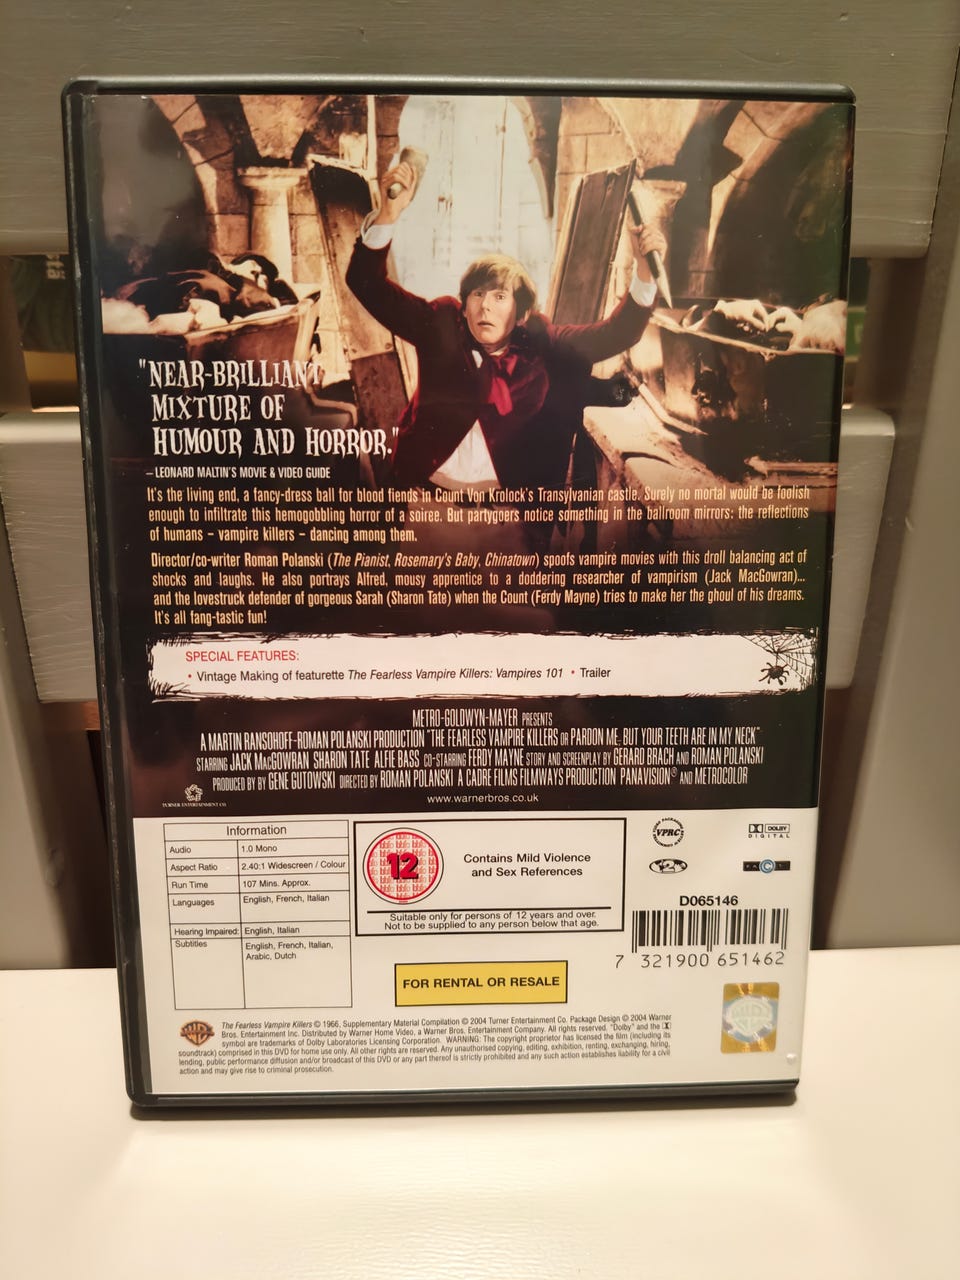 "NEAR-BRILLIANT
MIXTURE OF
HUMOUR AND HORROR."
– LEONARD MALTIN'S MOVIE & VIDEO GUIDE
It's the living end, a fancy-dress ball for blood fiends in Count Von Krolock's Transylvanian castle. Surely no mortal would be foolish
enough to infiltrate this hemogobbling horror of a soiree. But partygoers notice something in the ballroom mirrors: the reflections
of humans – vampire killers – dancing among them.
Director/co-writer Roman Polanski (The Pianist, Rosemary's Baby, Chinatown) spoofs vampire movies with this droll balancing act of
shocks and laughs. He also portrays Alfred, mousy apprentice to a doddering researcher of vampirism (Jack MacGowran)...
and the lovestruck defender of gorgeous Sarah (Sharon Tate) when the Count (Ferdy Mayne) tries to make her the ghoul of his dreams.
It's all fang-tastic fun!
SPECIAL FEATURES:
• Vintage Making of featurette The Fearless Vampire Killers: Vampires 101 • Trailer
METRO-GOLDWYN-MAYER PRESENTS
A MARTIN RANSOHOFF-ROMAN POLANSKI PRODUCTION "THE FEARLESS VAMPIRE KILLERS OR PARDON ME, BUT YOUR TEETH ARE IN MY NECK"
STARRING JACK MacGOWRAN SHARON TATE ALFIE BASS CO-STARRING FERDY MAYNE STORY AND SCREENPLAY BY GERARD BRACH AND ROMAN POLANSKI
PRODUCED BY BY GENE GUTOWSKI DIRECTED BY ROMAN POLANSKI A CADRE FILMS FILMWAYS PRODUCTION PANAVISION® AND METROCOLOR
TURNER ENTERTAINMENT CO
www.warnerbros.co.uk
Information
Audio 1.0 Mono
Aspect Ratio 2.40:1 Widescreen / Colour
Run Time 107 Mins. Approx.
Languages English, French, Italian
Hearing Impaired: English, Italian
Subtitles English, French, Italian,
Arabic, Dutch
12
Contains Mild Violence
and Sex References
Suitable only for persons of 12 years and over.
Not to be supplied to any person below that age.
FOR RENTAL OR RESALE
VPRC
DOLBY
DIGITAL
2
D065146
7 321900 651462
The Fearless Vampire Killers © 1966, Supplementary Material Compilation © 2004 Turner Entertainment Co. Package Design © 2004 Warner
Bros. Entertainment Inc. Distributed by Warner Home Video, a Warner Bros. Entertainment Company. All rights reserved. "Dolby" and the
symbol are trademarks of Dolby Laboratories Licensing Corporation. WARNING: The copyright proprietor has licensed the film (including its
soundtrack) comprised in this DVD for home use only. All other rights are reserved. Any unauthorised copying, editing, exhibition, renting, exchanging, hiring,
lending, public performance diffusion and/or broadcast of this DVD or any part thereof is strictly prohibited and any such action establishes liability for a civil
action and may give rise to criminal prosecution.